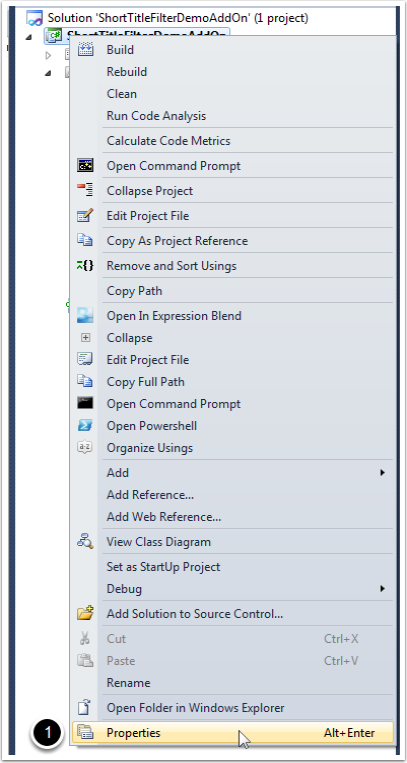 Solution 'ShortTitleFilterDemoAddOn' (1 project)
ShortTitleFilterDemoAddOn
Build
Rebuild
Clean
Run Code Analysis
Calculate Code Metrics
Open Command Prompt
Collapse Project
Edit Project File
Copy As Project Reference
Remove and Sort Usings
Copy Path
Open In Expression Blend
Collapse
Edit Project File
Copy Full Path
Open Command Prompt
Open Powershell
Organize Usings
Add
Add Reference...
Add Web Reference...
View Class Diagram
Set as StartUp Project
Debug
Add Solution to Source Control...
Cut Ctrl+X
Paste Ctrl+V
Rename
Open Folder in Windows Explorer
1 Properties Alt+Enter